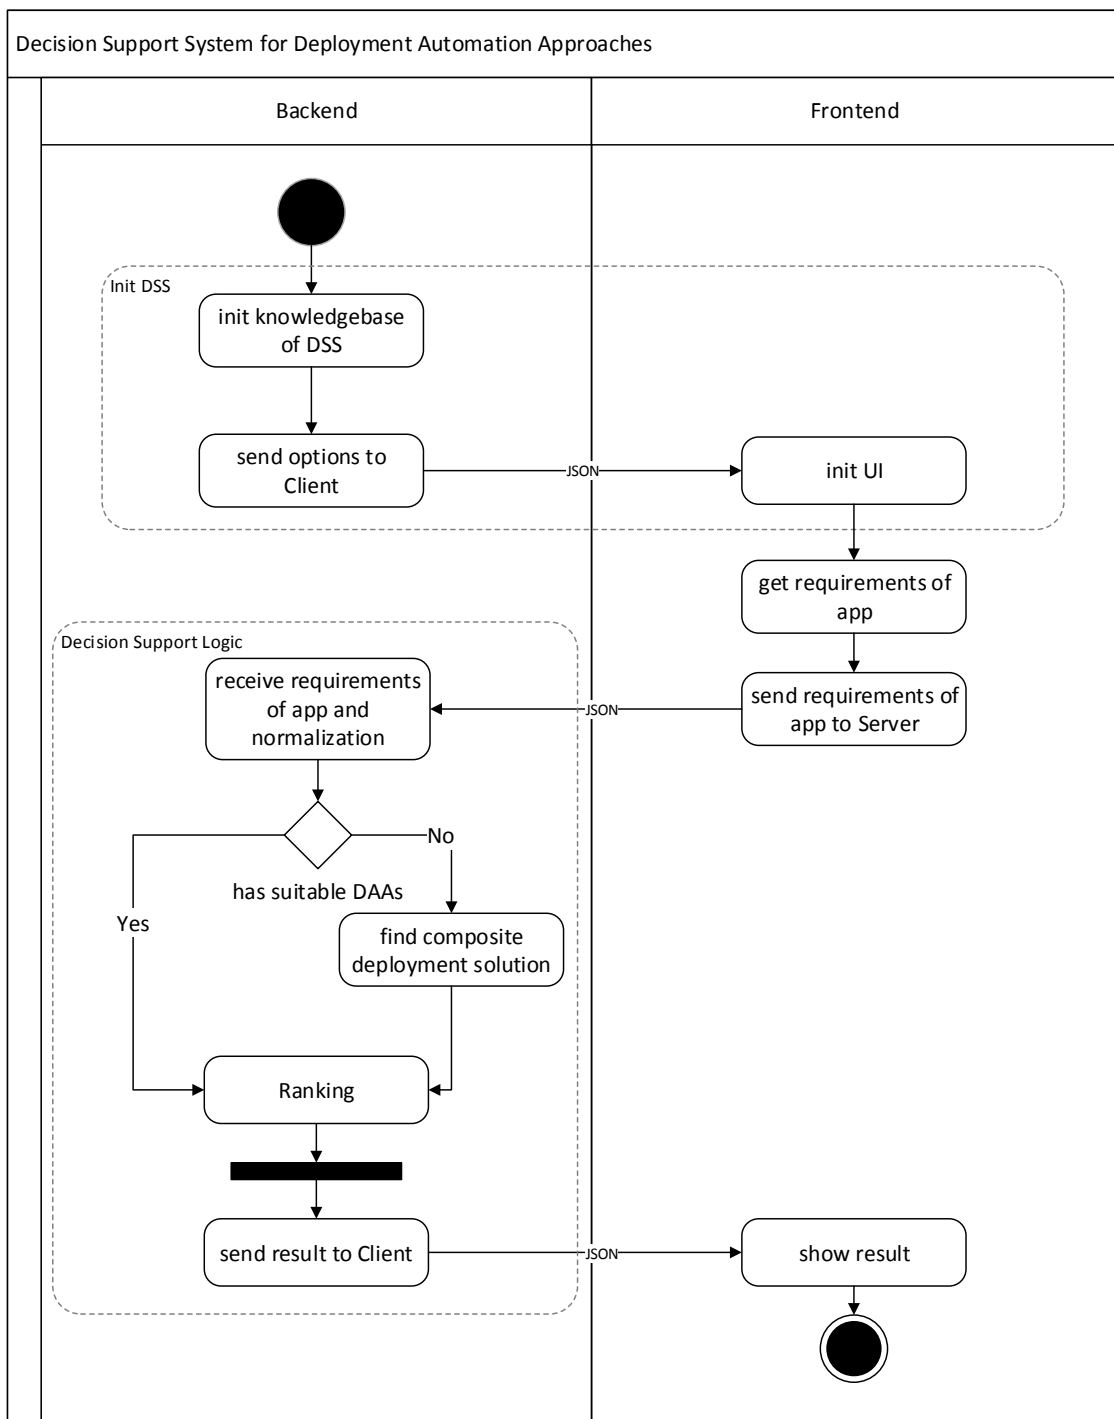 Decision Support System for Deployment Automation Approaches
Backend
Frontend
Init DSS
init knowledgebase
of DSS
send options to
Client
JSON
init UI
get requirements of
app
Decision Support Logic
receive requirements
of app and
normalization
JSON
send requirements of
app to Server
No
has suitable DAAs
Yes
find composite
deployment solution
Ranking
send result to Client
JSON
show result